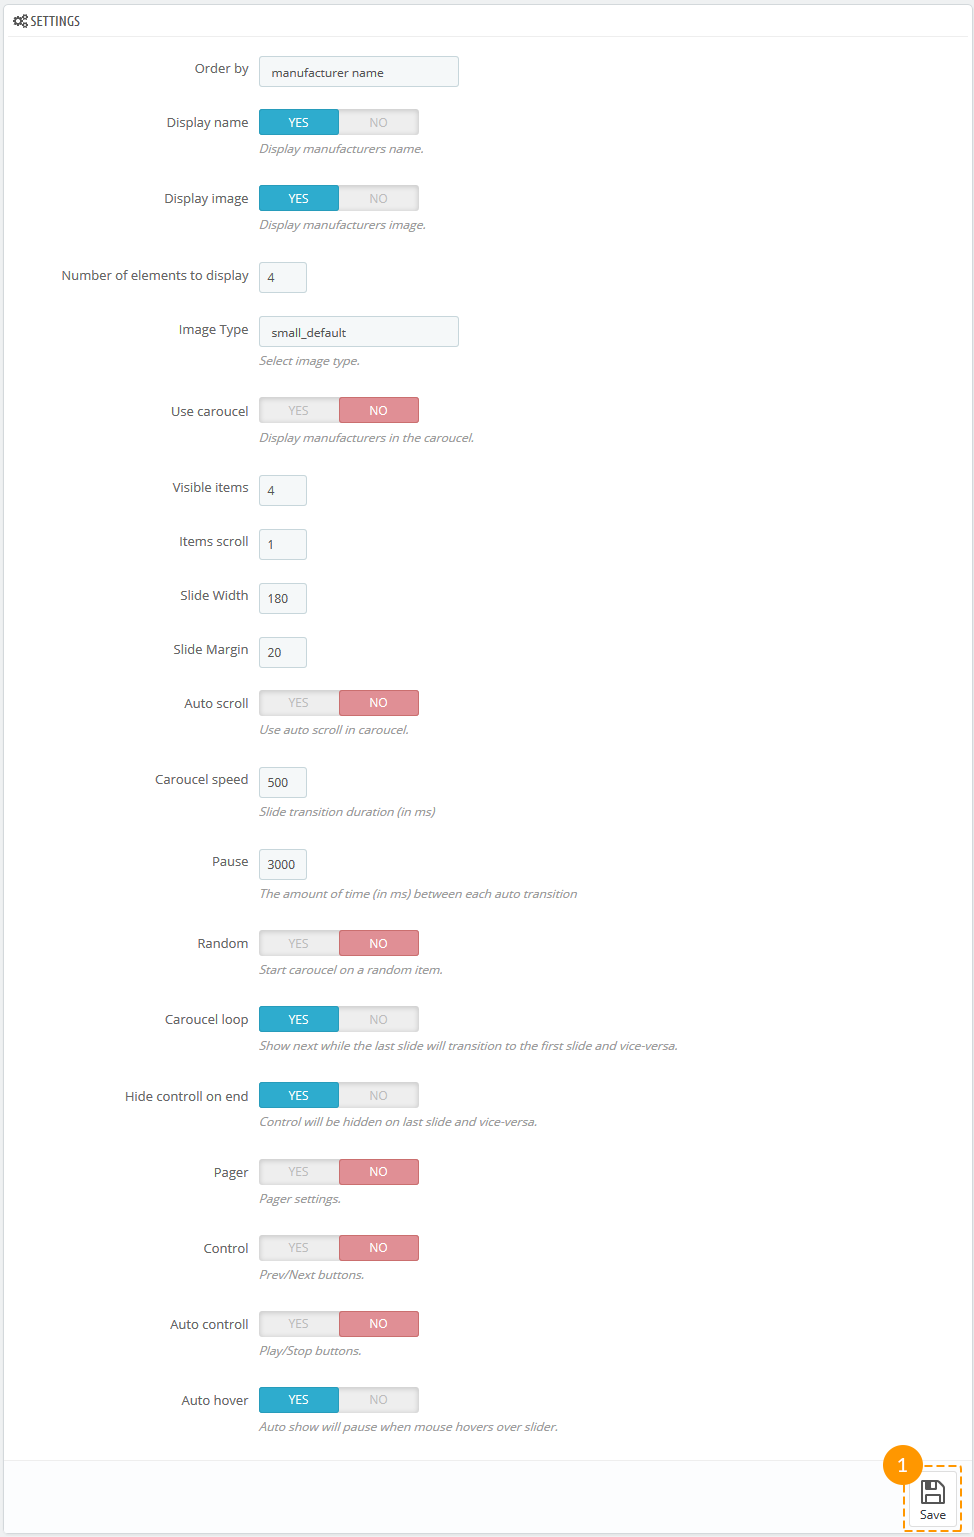 SETTINGS
Order by manufacturer name
Display name YES NO
Display manufacturers name.
Display image YES NO
Display manufacturers image.
Number of elements to display 4
Image Type small_default
Select image type.
Use caroucel YES NO
Display manufacturers in the caroucel.
Visible items 4
Items scroll 1
Slide Width 180
Slide Margin 20
Auto scroll YES NO
Use auto scroll in caroucel.
Caroucel speed 500
Slide transition duration (in ms)
Pause 3000
The amount of time (in ms) between each auto transition
Random YES NO
Start caroucel on a random item.
Caroucel loop YES NO
Show next while the last slide will transition to the first slide and vice-versa.
Hide controll on end YES NO
Control will be hidden on last slide and vice-versa.
Pager YES NO
Pager settings.
Control YES NO
Prev/Next buttons.
Auto controll YES NO
Play/Stop buttons.
Auto hover YES NO
Auto show will pause when mouse hovers over slider.
1
Save